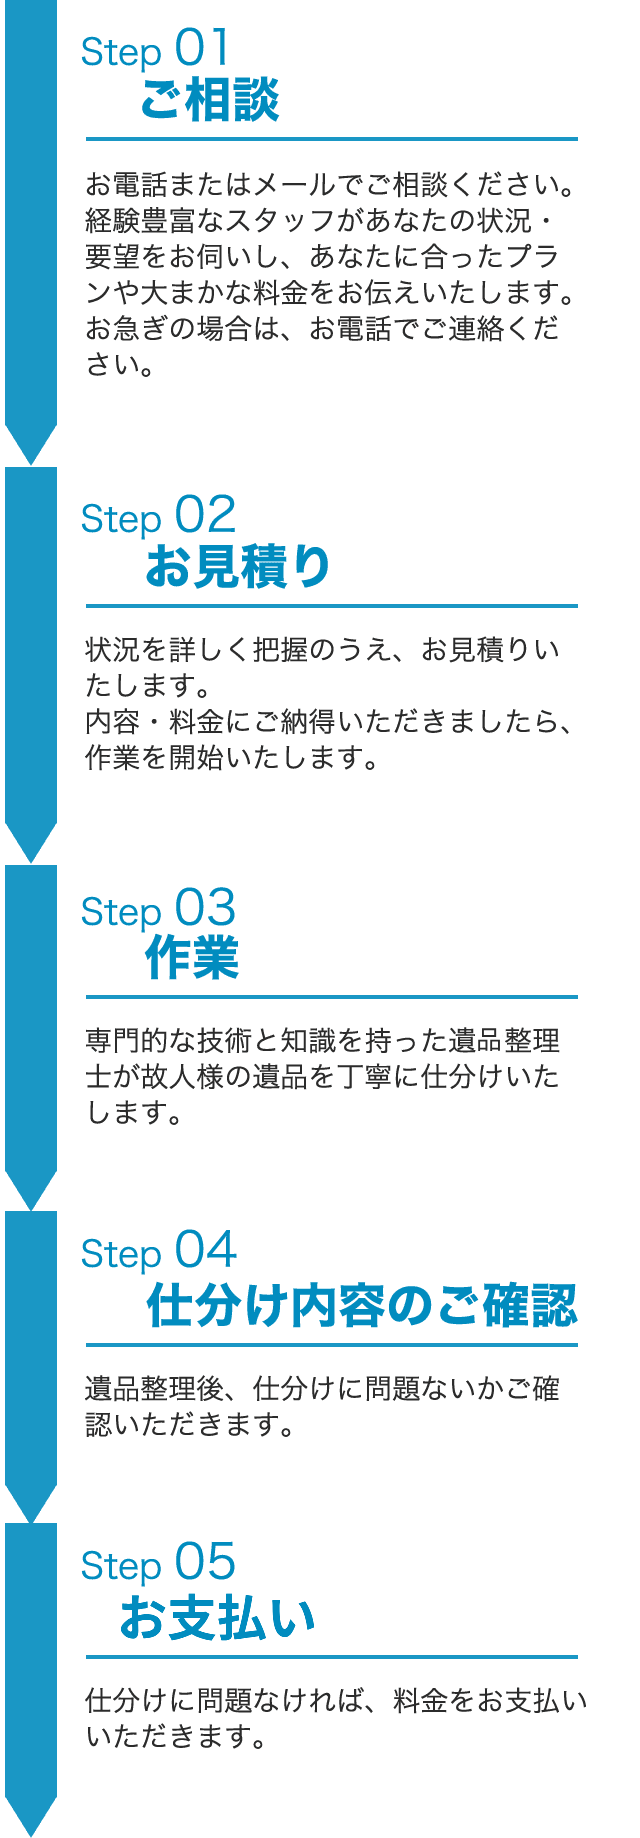 Step 01
ご相談
お電話またはメールでご相談ください。
経験豊富なスタッフがあなたの状況・
要望をお伺いし、あなたに合ったプラ
ンや大まかな料金をお伝えいたします。
お急ぎの場合は、お電話でご連絡くだ
さい。
Step 02
お見積り
状況を詳しく把握のうえ、お見積りい
たします。
内容・料金にご納得いただきましたら、
作業を開始いたします。
Step 03
作業
専門的な技術と知識を持った遺品整理
士が故人様の遺品を丁寧に仕分けいた
します。
Step 04
仕分け内容のご確認
遺品整理後、仕分けに問題ないかご確
認いただきます。
Step 05
お支払い
仕分けに問題なければ、料金をお支払い
いただきます。